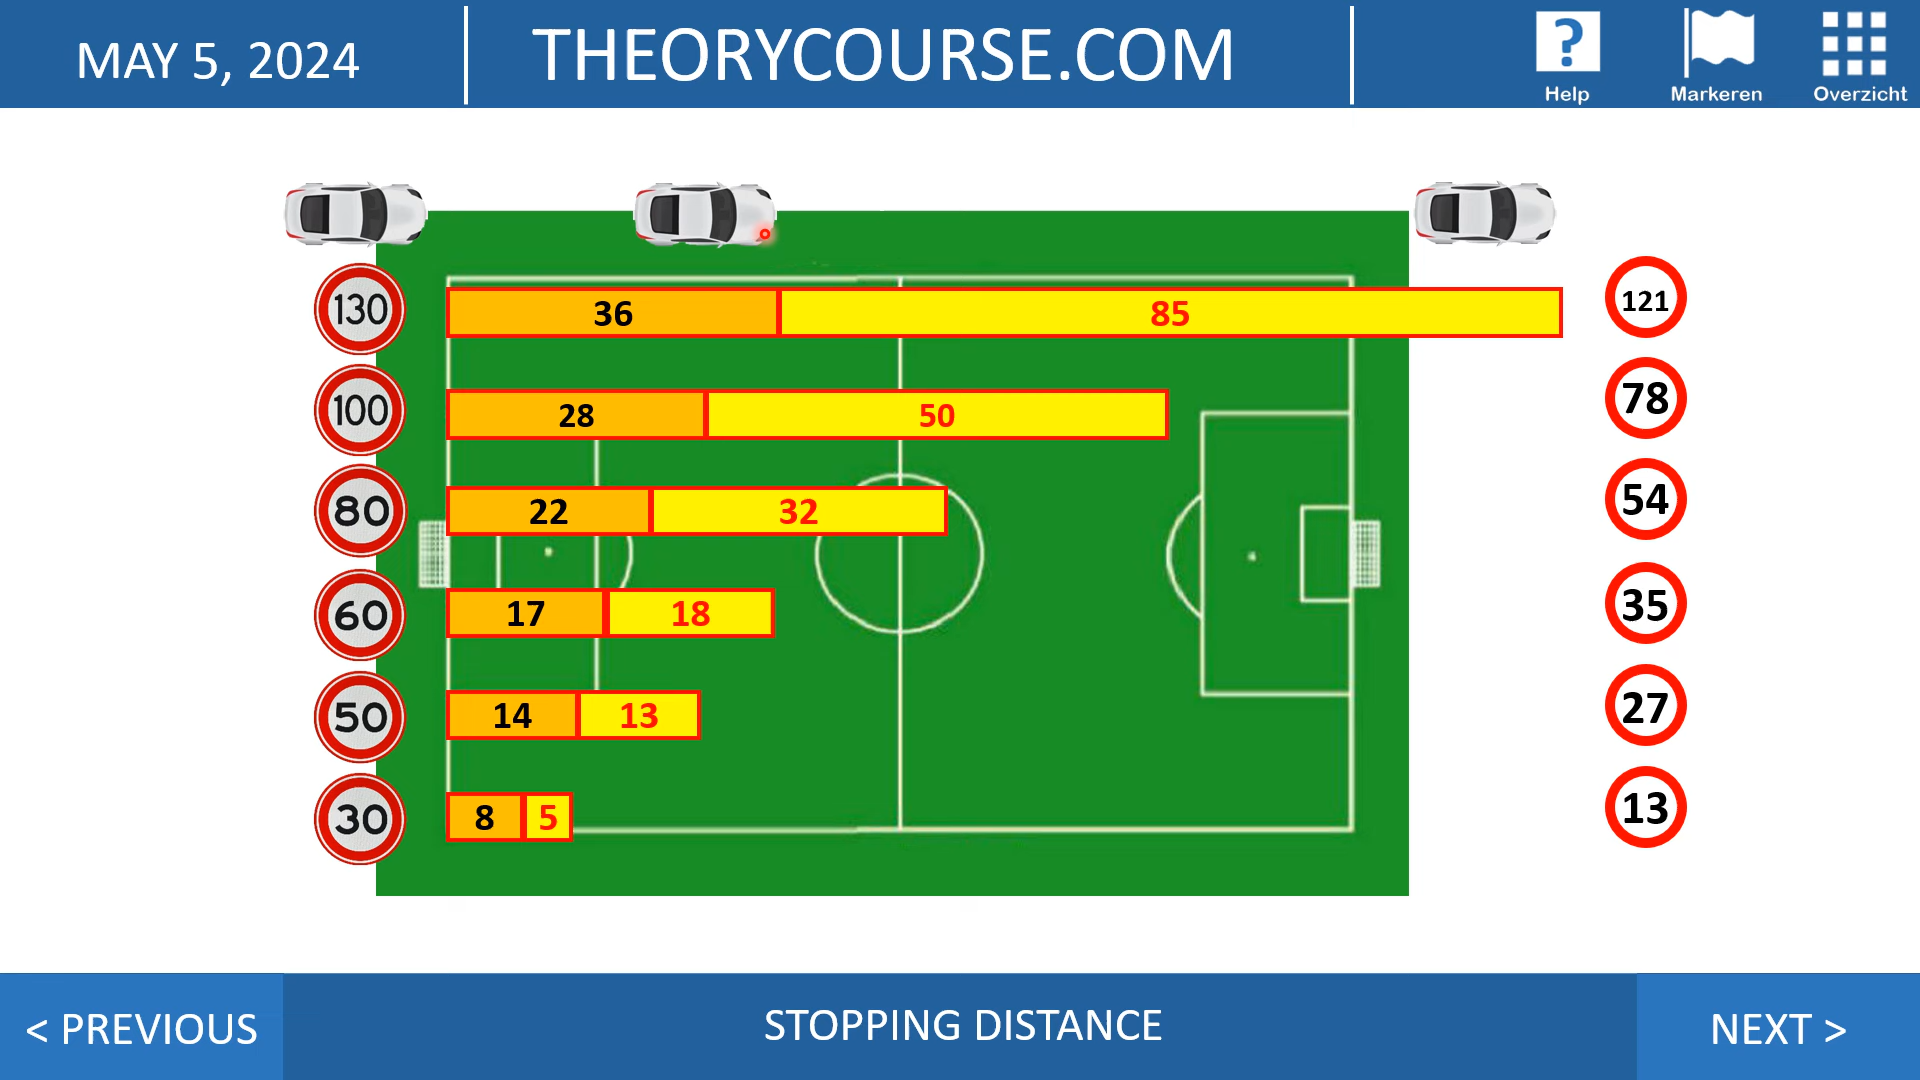 MAY 5, 2024
THEORYCOURSE.COM
?
Help
Markeren
Overzicht
130 36 85 121
100 28 50 78
80 22 32 54
60 17 18 35
50 14 13 27
30 8 5 13
< PREVIOUS
STOPPING DISTANCE
NEXT >